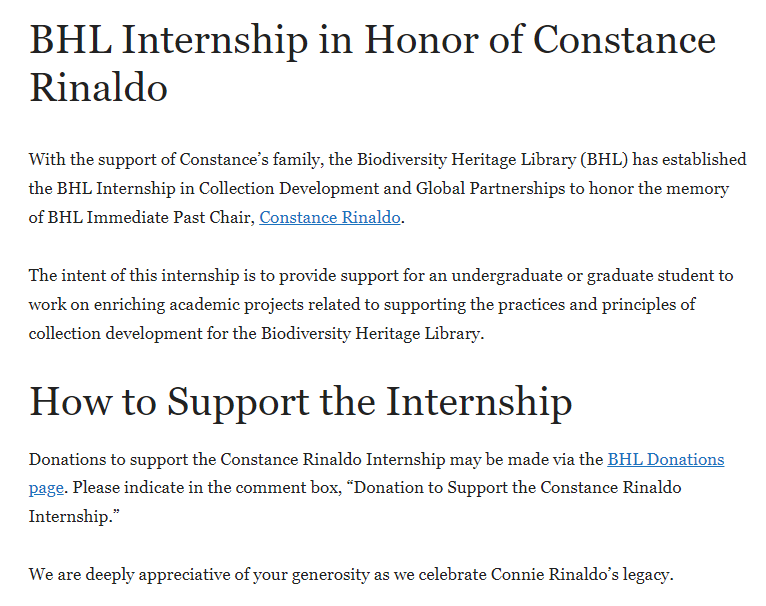 BHL Internship in Honor of Constance
Rinaldo
With the support of Constance’s family, the Biodiversity Heritage Library (BHL) has established
the BHL Internship in Collection Development and Global Partnerships to honor the memory
of BHL Immediate Past Chair, Constance Rinaldo.
The intent of this internship is to provide support for an undergraduate or graduate student to
work on enriching academic projects related to supporting the practices and principles of
collection development for the Biodiversity Heritage Library.
How to Support the Internship
Donations to support the Constance Rinaldo Internship may be made via the BHL Donations
page. Please indicate in the comment box, “Donation to Support the Constance Rinaldo
Internship.”
We are deeply appreciative of your generosity as we celebrate Connie Rinaldo’s legacy.